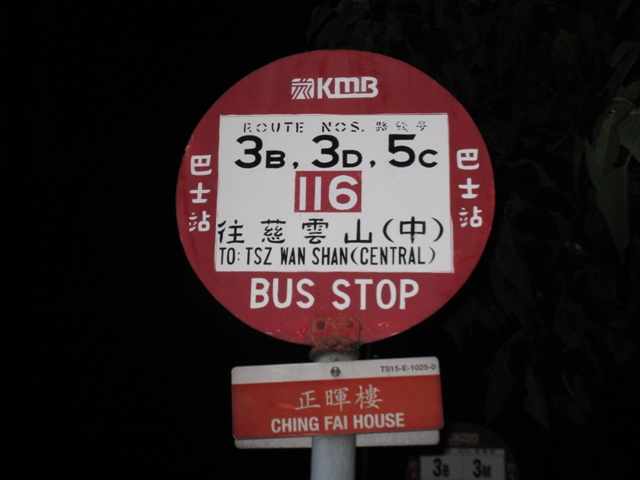 KMB
ROUTE NOS. 路線號
3B, 3D, 5C
116
往慈雲山(中)
TO: TSZ WAN SHAN (CENTRAL)
巴士站
巴士站
BUS STOP
TS15-E-1025-0
正暉樓
CHING FAI HOUSE
3B 3M